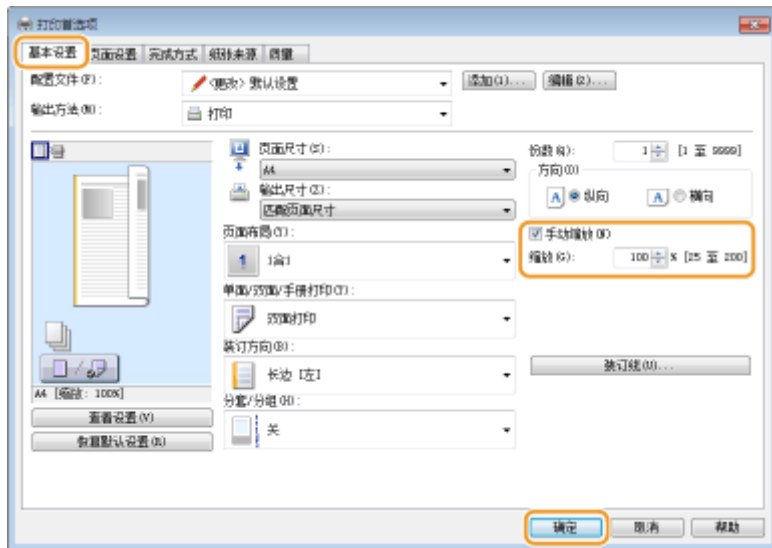 打印首选项
基本设置 页面设置 完成方式 纸张来源 质量
配置文件(F):
<更改> 默认设置
添加(1)... 编辑(2)...
输出方法(M):
打印
页面尺寸(S):
A4
输出尺寸(Z):
匹配页面尺寸
页面布局(Y):
1
1合1
单面/双面/手册打印(T):
双面打印
装订方向(B):
长边 [左]
分套/分组(H):
关
份数(Q):
1 [1 至 9999]
方向(O)
A 纵向 A 横向
手动缩放(W)
缩放(G):
100 % [25 至 200]
装订线(U)...
A4 [缩放: 100%]
查看设置(V)
恢复默认设置(R)
确定 取消 帮助